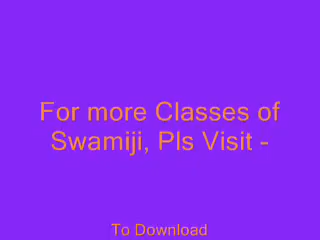 For more Classes of
Swamiji, Pls Visit -
To Download